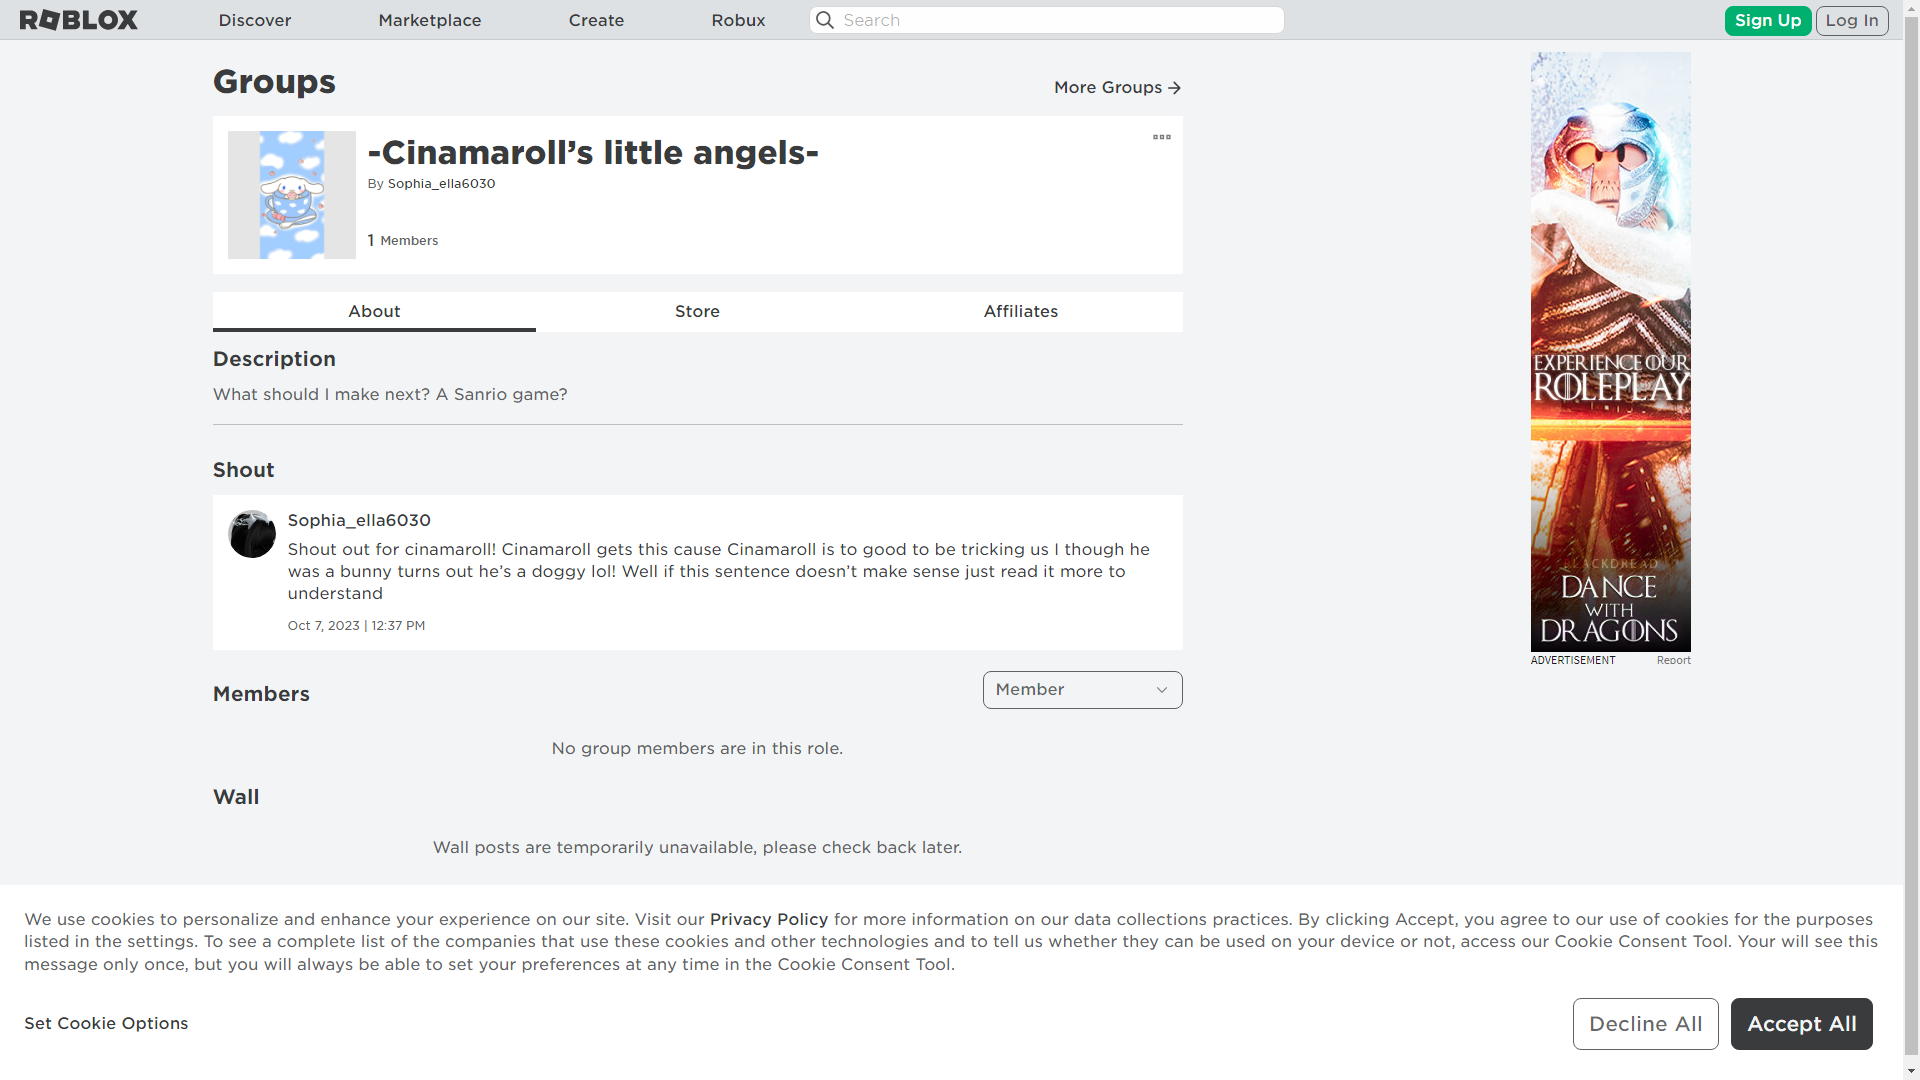 ROBLOX Discover Marketplace Create Robux Search Sign Up Log In
Groups
More Groups
-Cinamaroll’s little angels-
By Sophia_ella6030
1 Members
About Store Affiliates
Description
What should I make next? A Sanrio game?
Shout
Sophia_ella6030
Shout out for cinamaroll! Cinamaroll gets this cause Cinamaroll is to good to be tricking us I though he
was a bunny turns out he’s a doggy lol! Well if this sentence doesn’t make sense just read it more to
understand
Oct 7, 2023 | 12:37 PM
Members
Member
No group members are in this role.
Wall
Wall posts are temporarily unavailable, please check back later.
EXPERIENCE OUR
ROLEPLAY
BLACKDREAD
DANCE
WITH
DRAGONS
ADVERTISEMENT Report
We use cookies to personalize and enhance your experience on our site. Visit our Privacy Policy for more information on our data collections practices. By clicking Accept, you agree to our use of cookies for the purposes
listed in the settings. To see a complete list of the companies that use these cookies and other technologies and to tell us whether they can be used on your device or not, access our Cookie Consent Tool. Your will see this
message only once, but you will always be able to set your preferences at any time in the Cookie Consent Tool.
Set Cookie Options
Decline All
Accept All